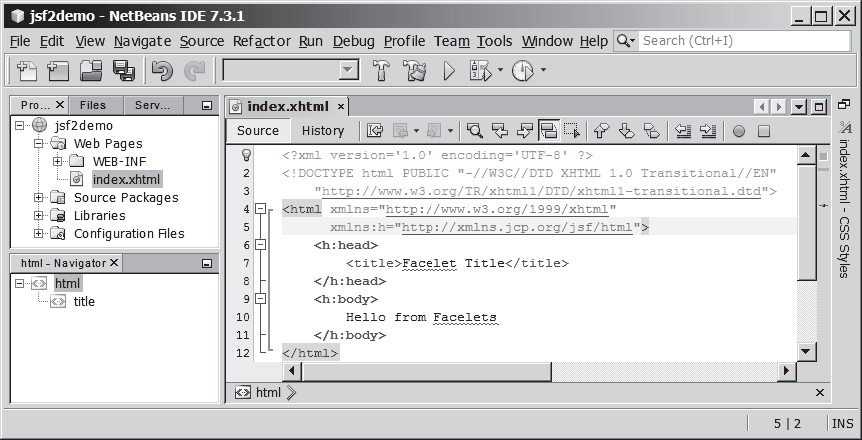 jsf2demo - NetBeans IDE 7.3.1
File Edit View Navigate Source Refactor Run Debug Profile Team Tools Window Help Search (Ctrl+I)
Pro... Files Serv...
jsf2demo
Web Pages
WEB-INF
index.xhtml
Source Packages
Libraries
Configuration Files
html - Navigator
html
title
index.xhtml
Source History
<?xml version='1.0' encoding='UTF-8' ?>
2 <!DOCTYPE html PUBLIC "-//W3C//DTD XHTML 1.0 Transitional//EN"
3 "http://www.w3.org/TR/xhtml1/DTD/xhtml1-transitional.dtd">
4 <html xmlns="http://www.w3.org/1999/xhtml"
5 xmlns:h="http://xmlns.jcp.org/jsf/html">
6 <h:head>
7 <title>Facelet Title</title>
8 </h:head>
9 <h:body>
10 Hello from Facelets
11 </h:body>
12 </html>
html
index.xhtml - CSS Styles
5 | 2 INS